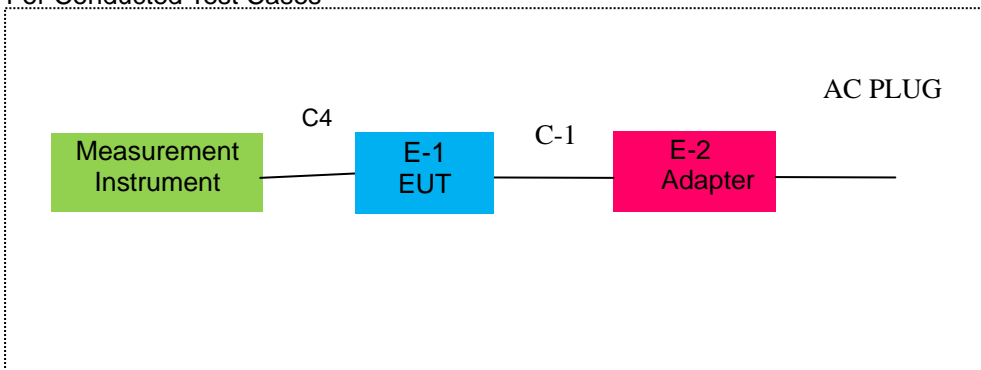 For Conducted Test Cases
AC PLUG
C4
C-1
Measurement
Instrument
E-1
EUT
E-2
Adapter